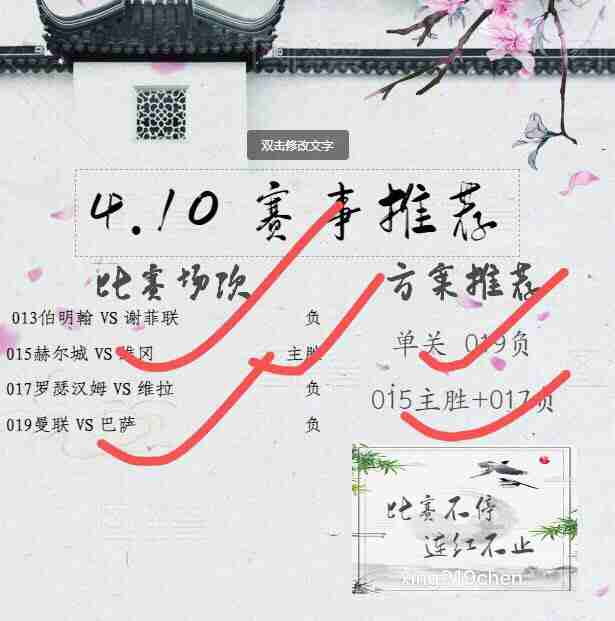 双击修改文字
4.10 赛事推荐
比赛场次 方案推荐
013伯明翰 VS 谢菲联 负
015赫尔城 VS 维冈 主胜
017罗瑟汉姆 VS 维拉 负
019曼联 VS 巴萨 负
单关 019负
015主胜+017负
比赛不停
连红不止